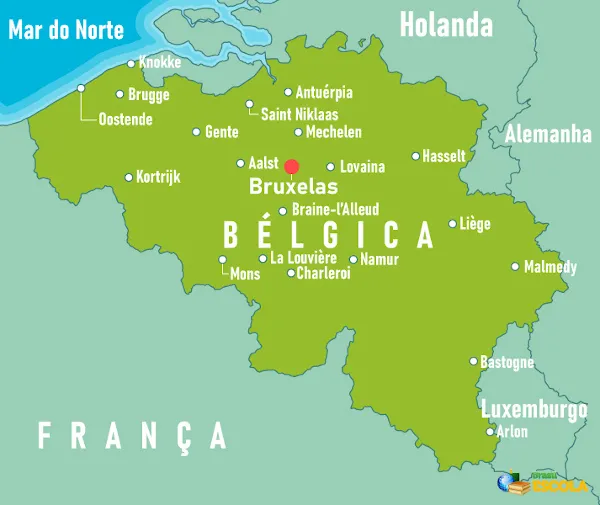 Mar do Norte
Holanda
Knokke
Brugge
Antuérpia
Oostende
Saint Niklaas
Gente
Mechelen
Alemanha
Aalst
Lovaina
Hasselt
Kortrijk
Bruxelas
Braine-l'Alleud
BÉLGICA
Liège
La Louvière
Namur
Mons
Charleroi
Malmedy
Bastogne
Luxemburgo
Arlon
FRANÇA
ESCOLA